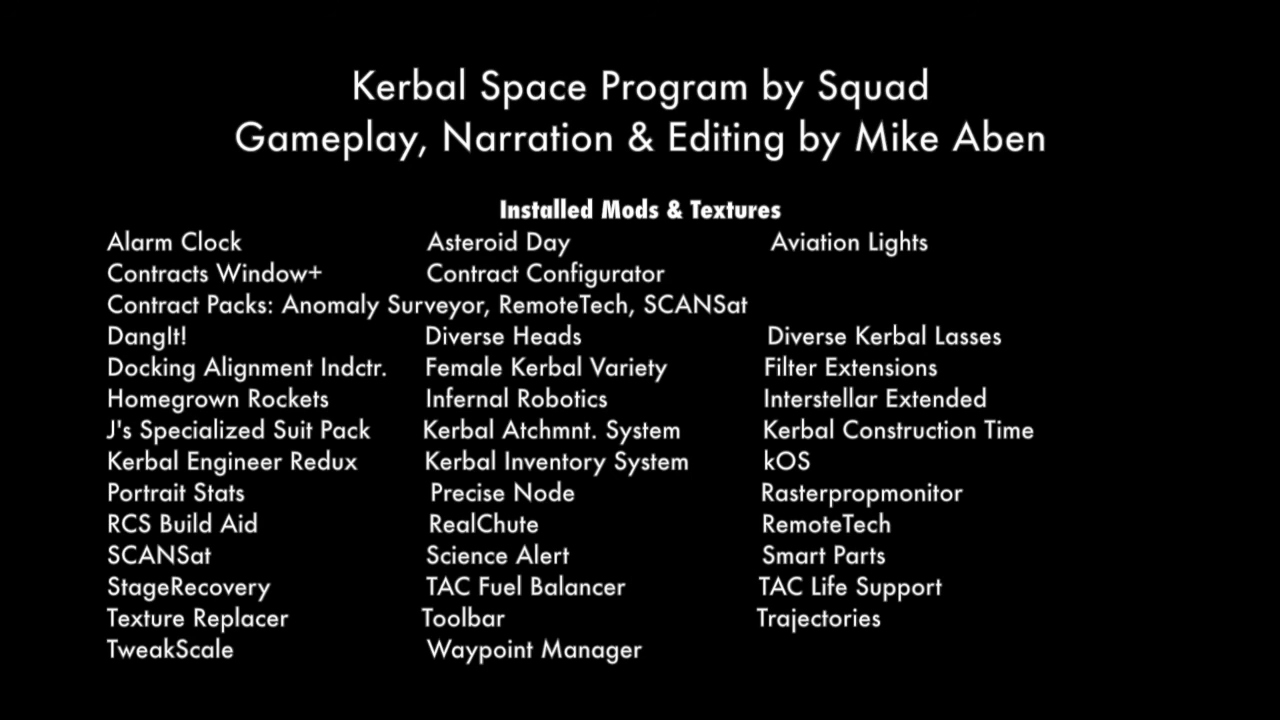 Kerbal Space Program by Squad
Gameplay, Narration & Editing by Mike Aben
Installed Mods & Textures
Alarm Clock Asteroid Day Aviation Lights
Contracts Window+ Contract Configurator
Contract Packs: Anomaly Surveyor, RemoteTech, SCANSat
DangIt! Diverse Heads Diverse Kerbal Lasses
Docking Alignment Indctr. Female Kerbal Variety Filter Extensions
Homegrown Rockets Infernal Robotics Interstellar Extended
J's Specialized Suit Pack Kerbal Atchmnt. System Kerbal Construction Time
Kerbal Engineer Redux Kerbal Inventory System kOS
Portrait Stats Precise Node Rasterpropmonitor
RCS Build Aid RealChute RemoteTech
SCANSat Science Alert Smart Parts
StageRecovery TAC Fuel Balancer TAC Life Support
Texture Replacer Toolbar Trajectories
TweakScale Waypoint Manager